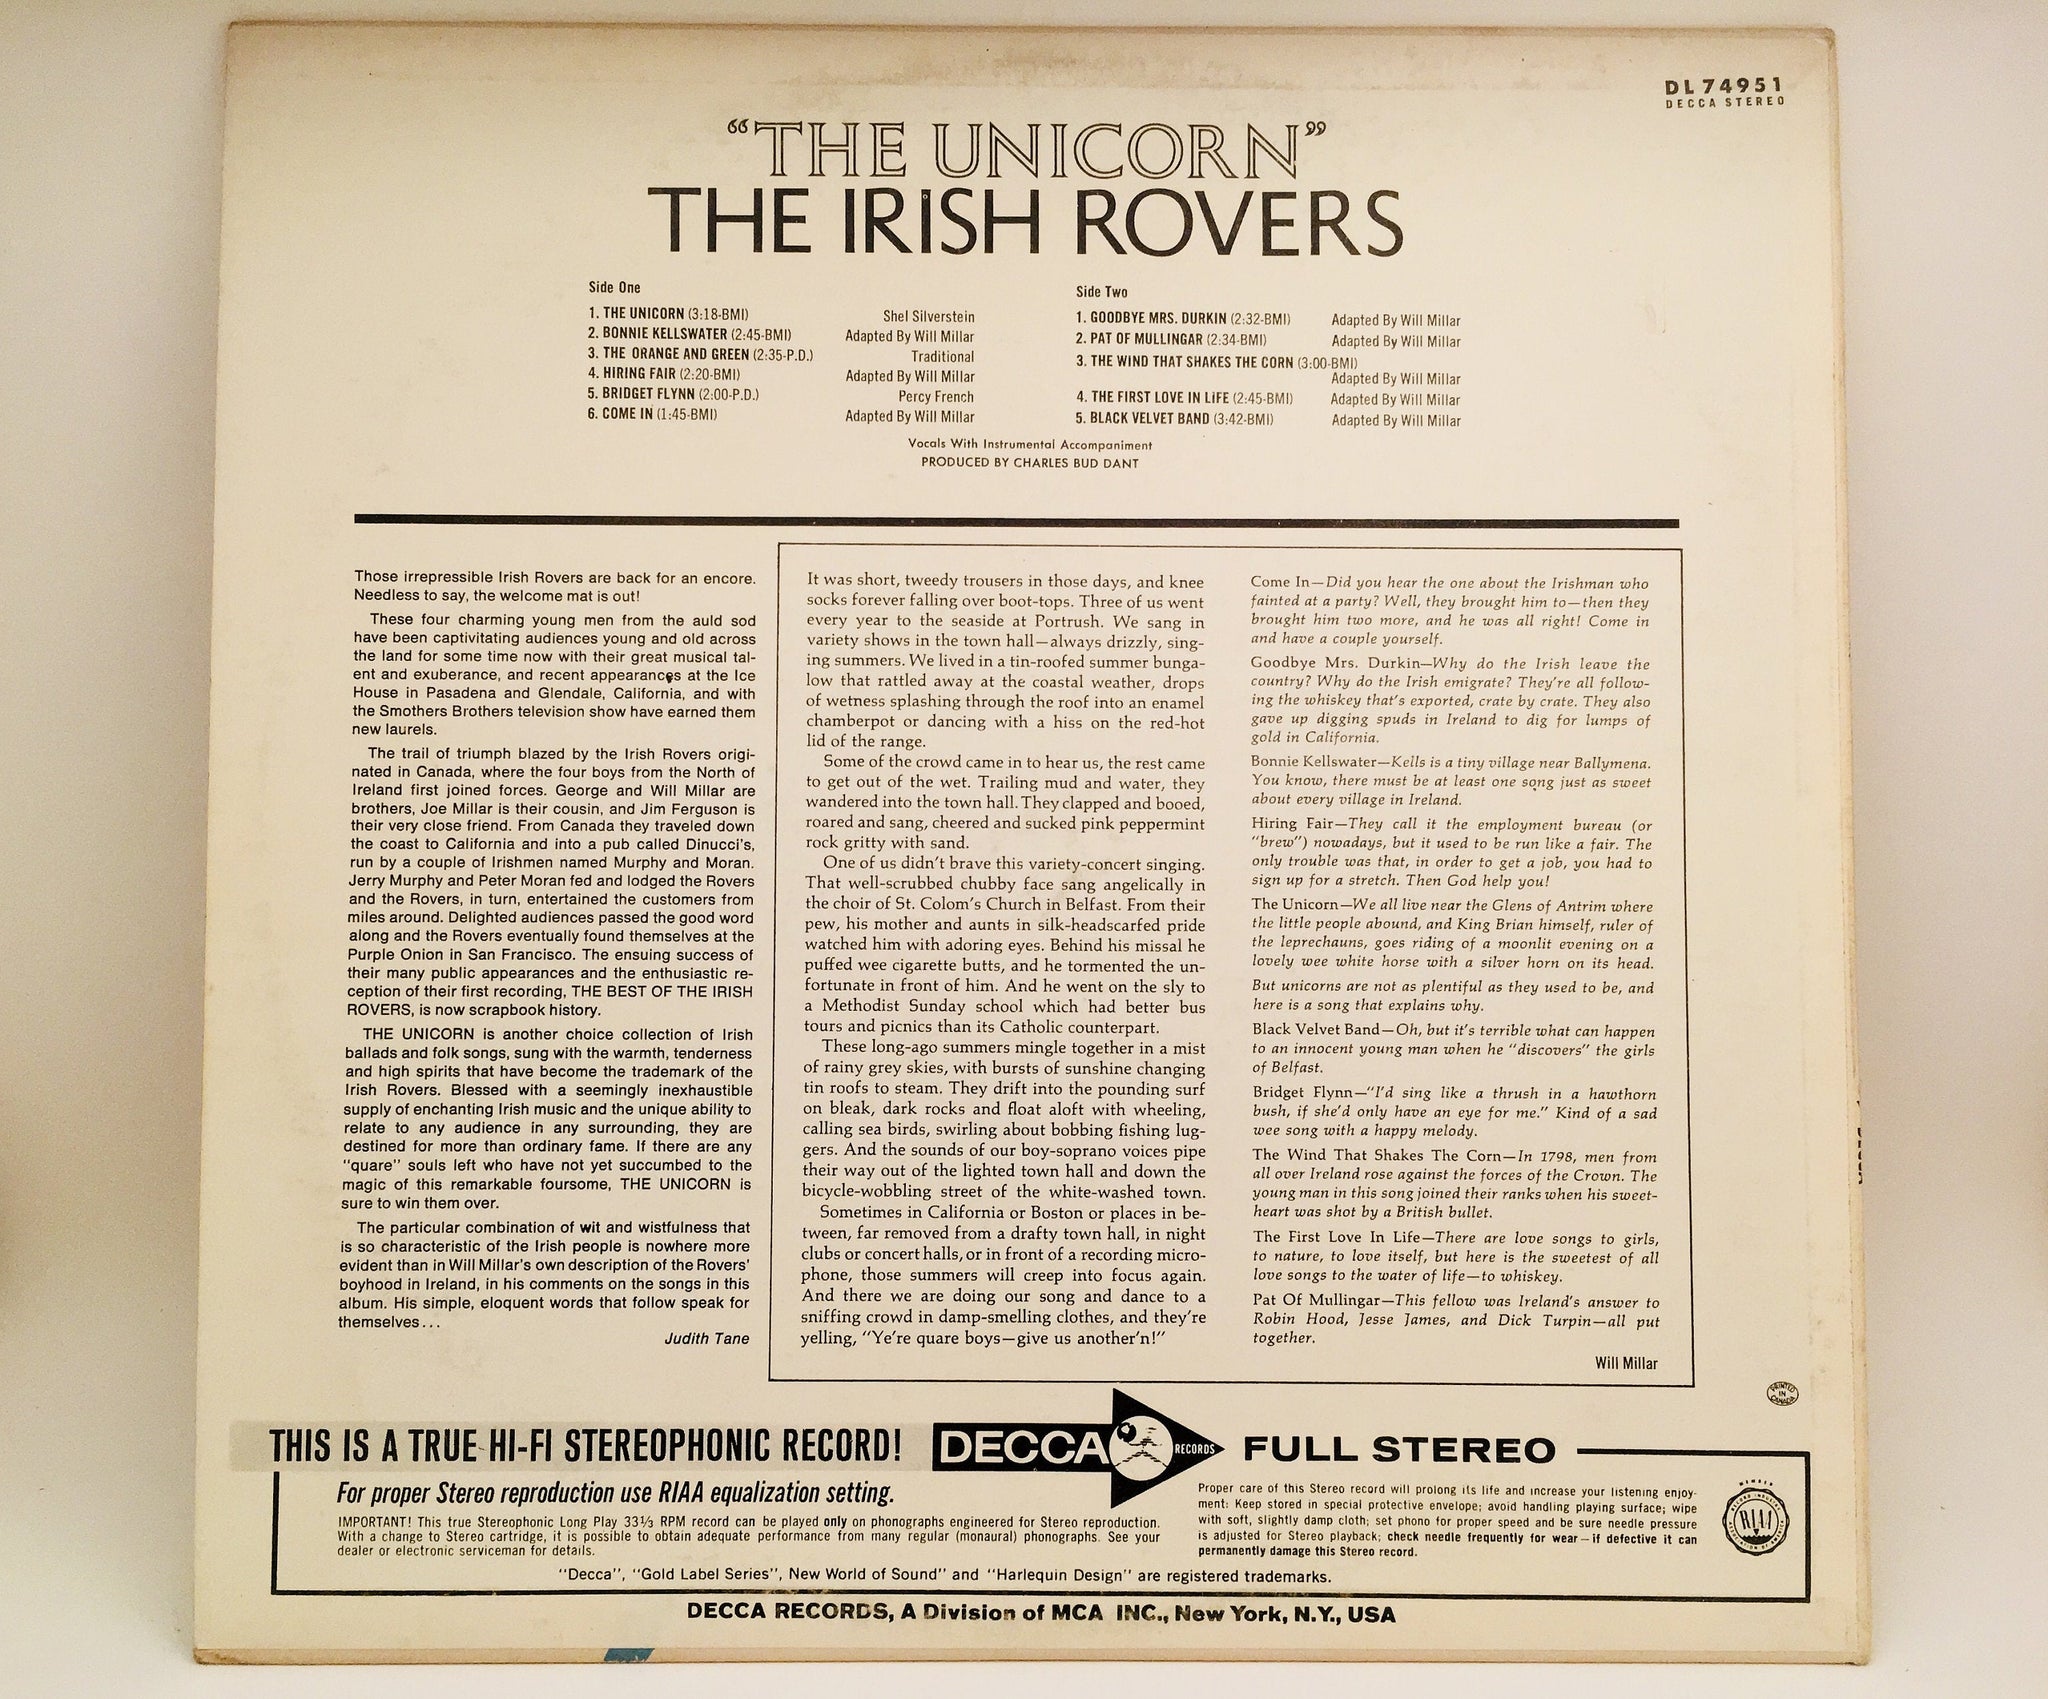 DL74951
DECCA STEREO
“THE UNICORN”
THE IRISH ROVERS
Side One
1. THE UNICORN (3:18-BMI) Shel Silverstein
2. BONNIE KELLSWATER (2:45-BMI) Adapted By Will Millar
3. THE ORANGE AND GREEN (2:35-P.D.) Traditional
4. HIRING FAIR (2:20-BMI) Adapted By Will Millar
5. BRIDGET FLYNN (2:00-P.D.) Percy French
6. COME IN (1:45-BMI) Adapted By Will Millar
Side Two
1. GOODBYE MRS. DURKIN (2:32-BMI) Adapted By Will Millar
2. PAT OF MULLINGAR (2:34-BMI) Adapted By Will Millar
3. THE WIND THAT SHAKES THE CORN (3:00-BMI)
Adapted By Will Millar
4. THE FIRST LOVE IN LIFE (2:45-BMI) Adapted By Will Millar
5. BLACK VELVET BAND (3:42-BMI) Adapted By Will Millar
Vocals With Instrumental Accompaniment
PRODUCED BY CHARLES BUD DANT
Those irrepressible Irish Rovers are back for an encore.
Needless to say, the welcome mat is out!
These four charming young men from the auld sod
have been captivitating audiences young and old across
the land for some time now with their great musical tal-
ent and exuberance, and recent appearances at the Ice
House in Pasadena and Glendale, California, and with
the Smothers Brothers television show have earned them
new laurels.
The trail of triumph blazed by the Irish Rovers origi-
nated in Canada, where the four boys from the North of
Ireland first joined forces. George and Will Millar are
brothers, Joe Millar is their cousin, and Jim Ferguson is
their very close friend. From Canada they traveled down
the coast to California and into a pub called Dinucci's,
run by a couple of Irishmen named Murphy and Moran.
Jerry Murphy and Peter Moran fed and lodged the Rovers
and the Rovers, in turn, entertained the customers from
miles around. Delighted audiences passed the good word
along and the Rovers eventually found themselves at the
Purple Onion in San Francisco. The ensuing success of
their many public appearances and the enthusiastic re-
ception of their first recording, THE BEST OF THE IRISH
ROVERS, is now scrapbook history.
THE UNICORN is another choice collection of Irish
ballads and folk songs, sung with the warmth, tenderness
and high spirits that have become the trademark of the
Irish Rovers. Blessed with a seemingly inexhaustible
supply of enchanting Irish music and the unique ability to
relate to any audience in any surrounding, they are
destined for more than ordinary fame. If there are any
"quare" souls left who have not yet succumbed to the
magic of this remarkable foursome, THE UNICORN is
sure to win them over.
The particular combination of wit and wistfulness that
is so characteristic of the Irish people is nowhere more
evident than in Will Millar's own description of the Rovers'
boyhood in Ireland, in his comments on the songs in this
album. His simple, eloquent words that follow speak for
themselves...
Judith Tane
It was short, tweedy trousers in those days, and knee
socks forever falling over boot-tops. Three of us went
every year to the seaside at Portrush. We sang in
variety shows in the town hall—always drizzly, sing-
ing summers. We lived in a tin-roofed summer bunga-
low that rattled away at the coastal weather, drops
of wetness splashing through the roof into an enamel
chamberpot or dancing with a hiss on the red-hot
lid of the range.
Some of the crowd came in to hear us, the rest came
to get out of the wet. Trailing mud and water, they
wandered into the town hall. They clapped and booed,
roared and sang, cheered and sucked pink peppermint
rock gritty with sand.
One of us didn't brave this variety-concert singing.
That well-scrubbed chubby face sang angelically in
the choir of St. Colom's Church in Belfast. From their
pew, his mother and aunts in silk-headscarfed pride
watched him with adoring eyes. Behind his missal he
puffed wee cigarette butts, and he tormented the un-
fortunate in front of him. And he went on the sly to
a Methodist Sunday school which had better bus
tours and picnics than its Catholic counterpart.
These long-ago summers mingle together in a mist
of rainy grey skies, with bursts of sunshine changing
tin roofs to steam. They drift into the pounding surf
on bleak, dark rocks and float aloft with wheeling,
calling sea birds, swirling about bobbing fishing lug-
gers. And the sounds of our boy-soprano voices pipe
their way out of the lighted town hall and down the
bicycle-wobbling street of the white-washed town.
Sometimes in California or Boston or places in be-
tween, far removed from a drafty town hall, in night
clubs or concert halls, or in front of a recording micro-
phone, those summers will creep into focus again.
And there we are doing our song and dance to a
sniffing crowd in damp-smelling clothes, and they're
yelling, "Ye're quare boys—give us another'n!"
Come In—Did you hear the one about the Irishman who
fainted at a party? Well, they brought him to—then they
brought him two more, and he was all right! Come in
and have a couple yourself.
Goodbye Mrs. Durkin—Why do the Irish leave the
country? Why do the Irish emigrate? They're all follow-
ing the whiskey that's exported, crate by crate. They also
gave up digging spuds in Ireland to dig for lumps of
gold in California.
Bonnie Kellswater—Kells is a tiny village near Ballymena.
You know, there must be at least one song just as sweet
about every village in Ireland.
Hiring Fair—They call it the employment bureau (or
"brew") nowadays, but it used to be run like a fair. The
only trouble was that, in order to get a job, you had to
sign up for a stretch. Then God help you!
The Unicorn—We all live near the Glens of Antrim where
the little people abound, and King Brian himself, ruler of
the leprechauns, goes riding of a moonlit evening on a
lovely wee white horse with a silver horn on its head.
But unicorns are not as plentiful as they used to be, and
here is a song that explains why.
Black Velvet Band—Oh, but it's terrible what can happen
to an innocent young man when he "discovers" the girls
of Belfast.
Bridget Flynn—"I'd sing like a thrush in a hawthorn
bush, if she'd only have an eye for me." Kind of a sad
wee song with a happy melody.
The Wind That Shakes The Corn—In 1798, men from
all over Ireland rose against the forces of the Crown. The
young man in this song joined their ranks when his sweet-
heart was shot by a British bullet.
The First Love In Life—There are love songs to girls,
to nature, to love itself, but here is the sweetest of all
love songs to the water of life—to whiskey.
Pat Of Mullingar—This fellow was Ireland's answer to
Robin Hood, Jesse James, and Dick Turpin—all put
together.
Will Millar
PRINTED
IN
CANADA
THIS IS A TRUE HI-FI STEREOPHONIC RECORD!
DECCA RECORDS
FULL STEREO
For proper Stereo reproduction use RIAA equalization setting.
IMPORTANT! This true Stereophonic Long Play 33⅓ RPM record can be played only on phonographs engineered for Stereo reproduction.
With a change to Stereo cartridge, it is possible to obtain adequate performance from many regular (monaural) phonographs. See your
dealer or electronic serviceman for details.
Proper care of this Stereo record will prolong its life and increase your listening enjoy-
ment: Keep stored in special protective envelope; avoid handling playing surface; wipe
with soft, slightly damp cloth; set phono for proper speed and be sure needle pressure
is adjusted for Stereo playback; check needle frequently for wear—if defective it can
permanently damage this Stereo record.
MEMBER
RECORD INDUSTRY
RIAA
ASSOCIATION OF AMERICA
"Decca", "Gold Label Series", New World of Sound" and "Harlequin Design" are registered trademarks.
DECCA RECORDS, A Division of MCA INC., New York, N.Y., USA